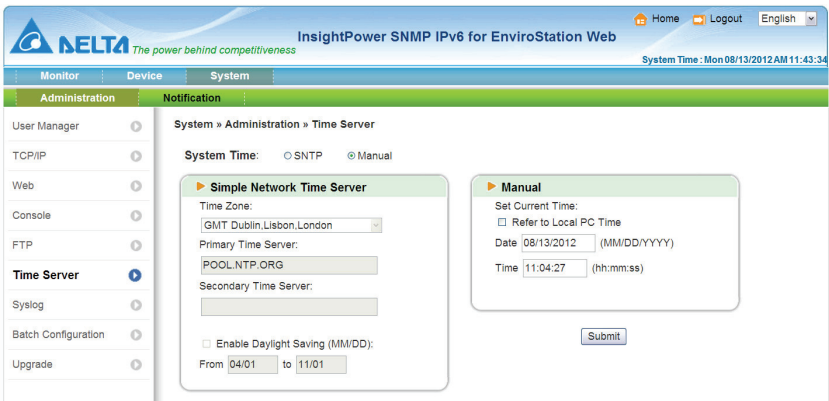 Home Logout English
DELTA The power behind competitiveness
InsightPower SNMP IPv6 for EnviroStation Web
System Time : Mon 08/13/2012 AM 11:43:34
Monitor Device System
Administration Notification
User Manager
TCP/IP
Web
Console
FTP
Time Server
Syslog
Batch Configuration
Upgrade
System » Administration » Time Server
System Time: SNTP Manual
Simple Network Time Server
Time Zone:
GMT Dublin,Lisbon,London
Primary Time Server:
POOL.NTP.ORG
Secondary Time Server:
Enable Daylight Saving (MM/DD):
From 04/01 to 11/01
Manual
Set Current Time:
Refer to Local PC Time
Date 08/13/2012 (MM/DD/YYYY)
Time 11:04:27 (hh:mm:ss)
Submit